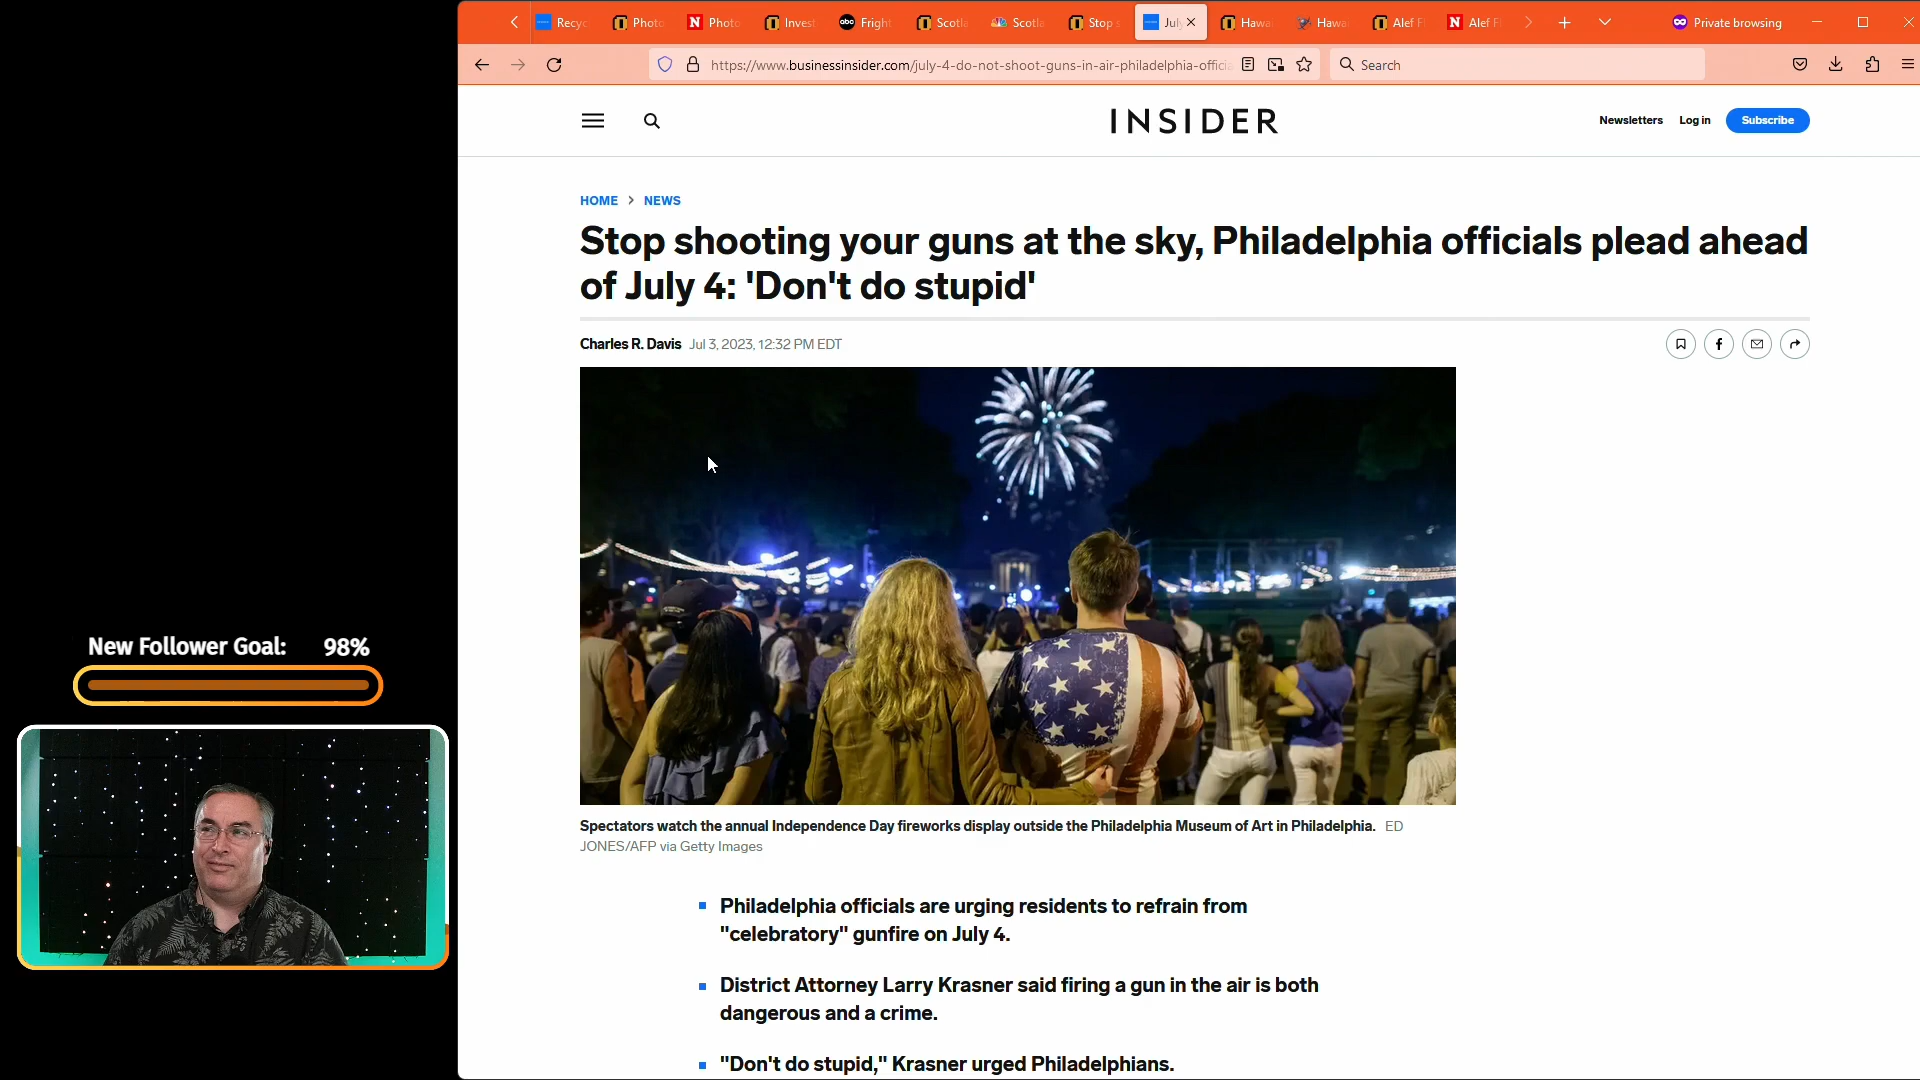 Recyc
Photo
Photo
Invest
abc
Fright
Scotla
Scotla
Stop s
July
Hawa
Hawa
Alef F
Alef F
Private browsing
https://www.businessinsider.com/july-4-do-not-shoot-guns-in-air-philadelphia-officia
Search
INSIDER
Newsletters
Log in
Subscribe
HOME > NEWS
Stop shooting your guns at the sky, Philadelphia officials plead ahead
of July 4: 'Don't do stupid'
Charles R. Davis Jul 3, 2023, 12:32 PM EDT
New Follower Goal: 98%
Spectators watch the annual Independence Day fireworks display outside the Philadelphia Museum of Art in Philadelphia. ED
JONES/AFP via Getty Images
Philadelphia officials are urging residents to refrain from
"celebratory" gunfire on July 4.
District Attorney Larry Krasner said firing a gun in the air is both
dangerous and a crime.
"Don't do stupid," Krasner urged Philadelphians.